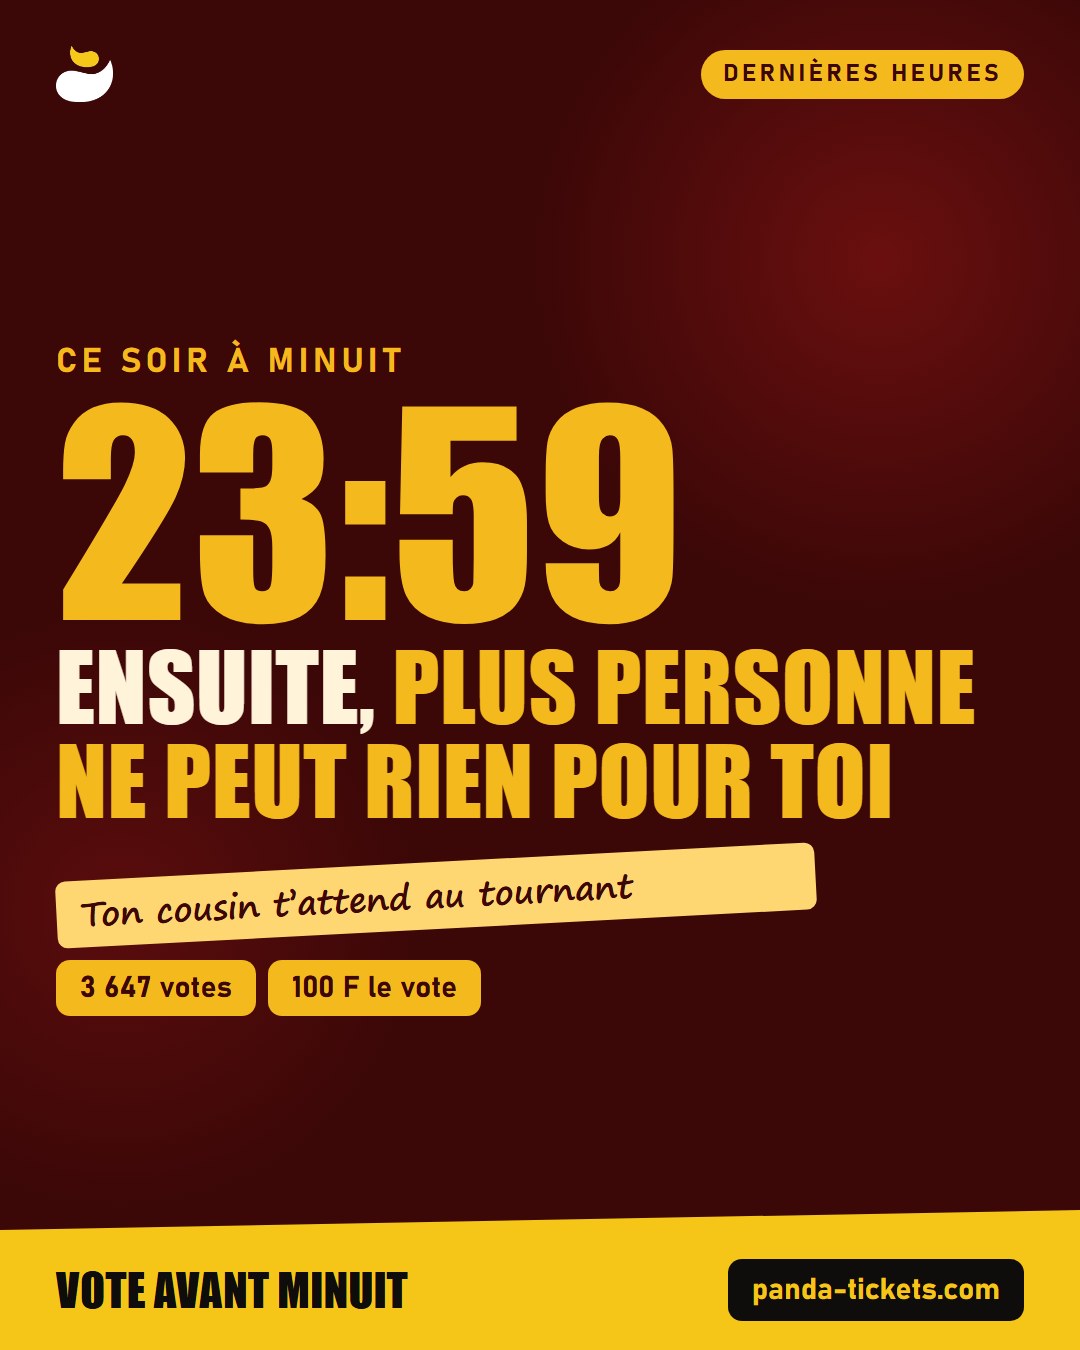 DERNIÈRES HEURES
CE SOIR À MINUIT
23:59
ENSUITE, PLUS PERSONNE
NE PEUT RIEN POUR TOI
Ton cousin t'attend au tournant
3 647 votes
100 F le vote
VOTE AVANT MINUIT
panda-tickets.com